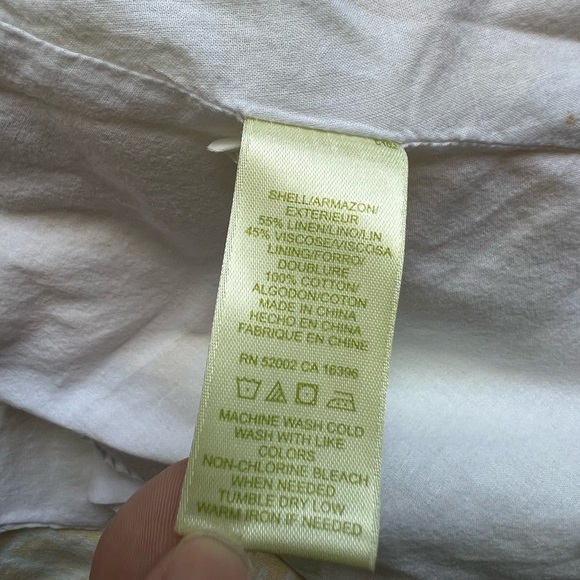 SHELL/ARMAZON/
EXTERIEUR
55% LINEN/LINO/LIN
45% VISCOSE/VISCOSA
LINING/FORRO/
DOUBLURE
100% COTTON/
ALGODON/COTON
MADE IN CHINA
HECHO EN CHINA
FABRIQUE EN CHINE
RN 52002 CA 16396
MACHINE WASH COLD
WASH WITH LIKE
COLORS
NON-CHLORINE BLEACH
WHEN NEEDED
TUMBLE DRY LOW
WARM IRON IF NEEDED